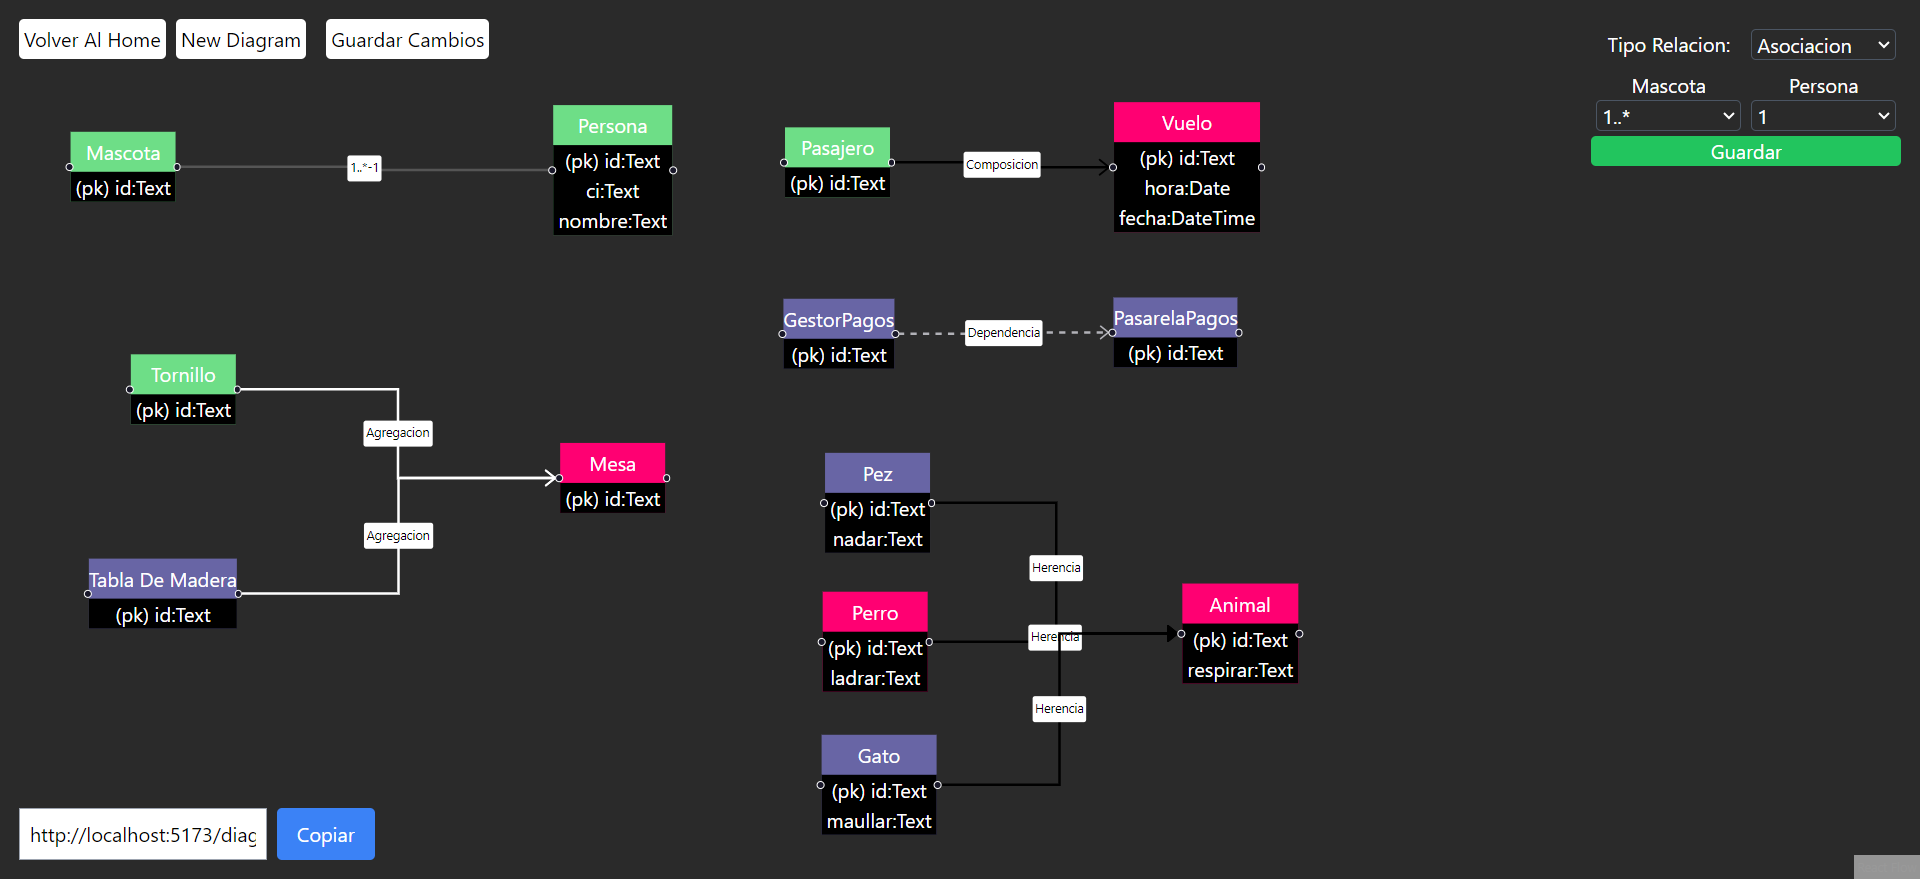 Volver Al Home
New Diagram
Guardar Cambios
Tipo Relacion:
Asociacion
Mascota
Persona
1..*
1
Guardar
Mascota
(pk) id:Text
1..*-1
Persona
(pk) id:Text
ci:Text
nombre:Text
Pasajero
(pk) id:Text
Composicion
Vuelo
(pk) id:Text
hora:Date
fecha:DateTime
GestorPagos
(pk) id:Text
Dependencia
PasarelaPagos
(pk) id:Text
Tornillo
(pk) id:Text
Agregacion
Mesa
(pk) id:Text
Agregacion
Tabla De Madera
(pk) id:Text
Pez
(pk) id:Text
nadar:Text
Herencia
Perro
(pk) id:Text
ladrar:Text
Herencia
Animal
(pk) id:Text
respirar:Text
Herencia
Gato
(pk) id:Text
maullar:Text
http://localhost:5173/diag
Copiar